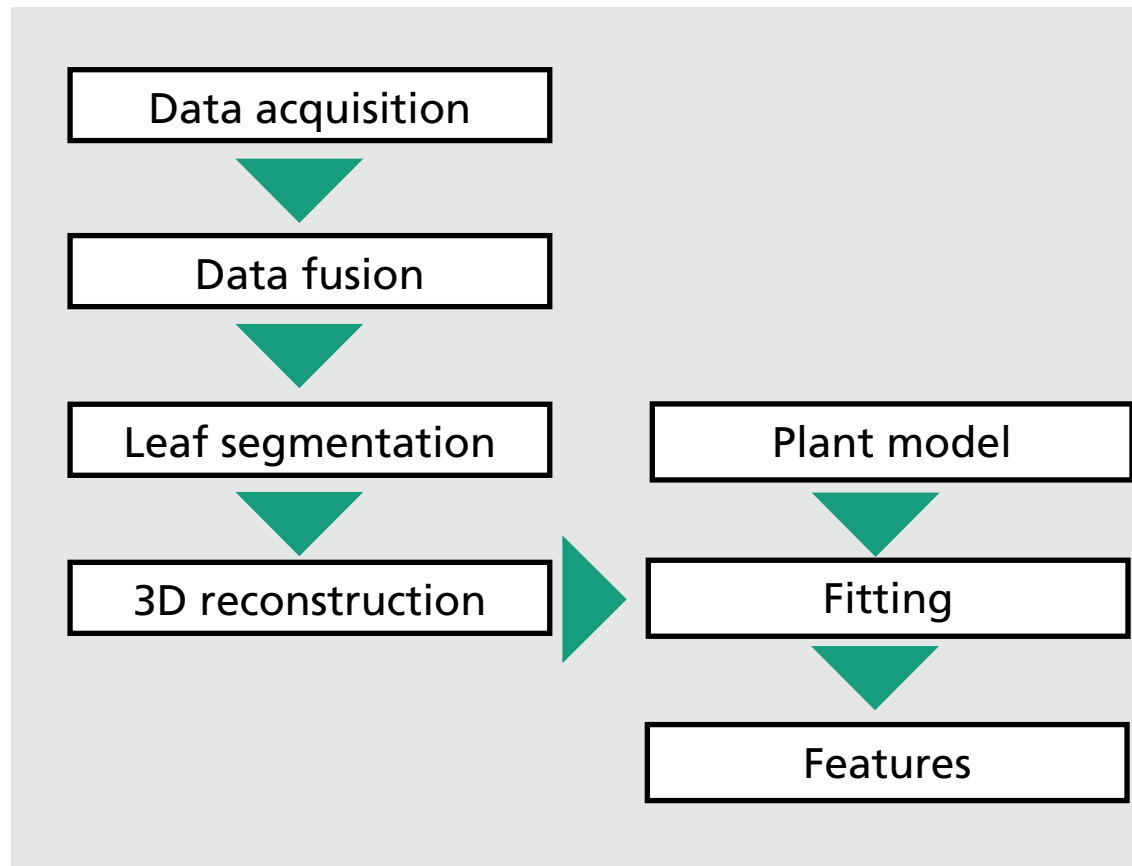 Data acquisition
Data fusion
Leaf segmentation
3D reconstruction
Plant model
Fitting
Features